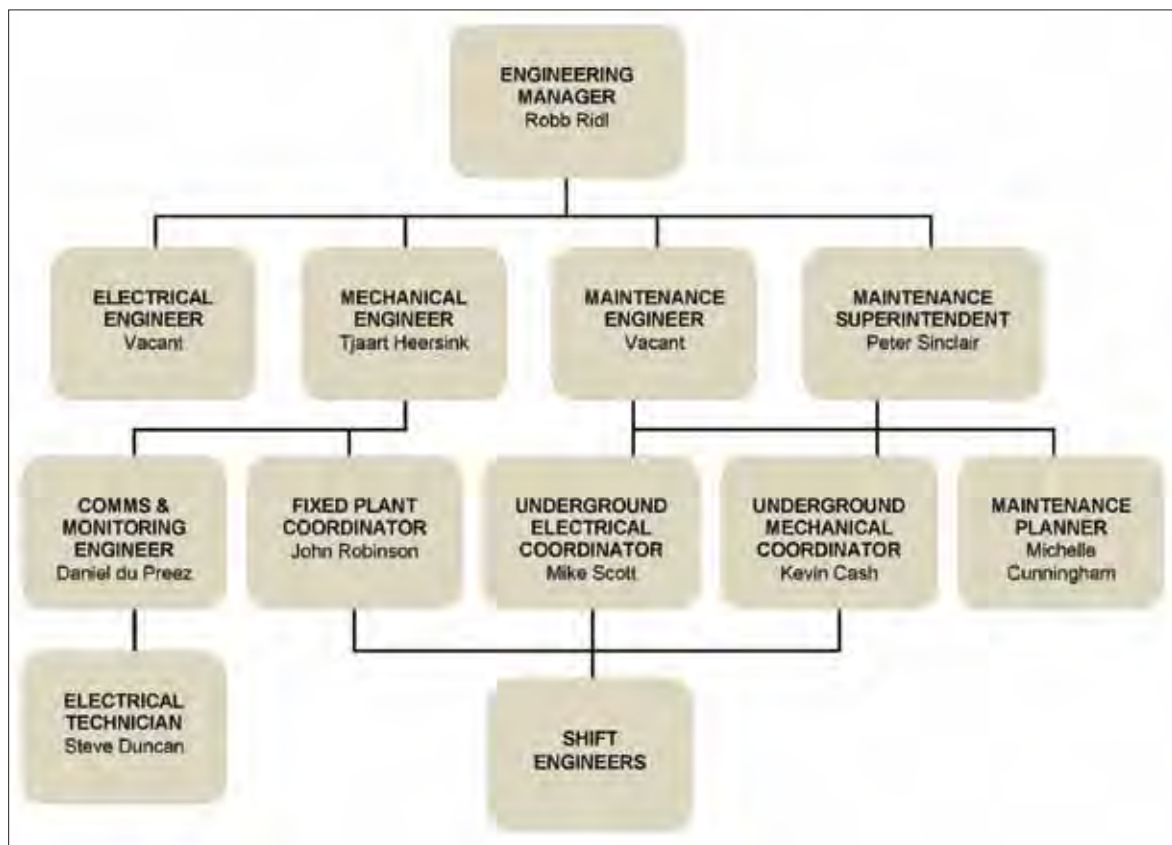 ENGINEERING
MANAGER
Robb Ridl
ELECTRICAL
ENGINEER
Vacant
MECHANICAL
ENGINEER
Tjaart Heersink
MAINTENANCE
ENGINEER
Vacant
MAINTENANCE
SUPERINTENDENT
Peter Sinclair
COMMS &
MONITORING
ENGINEER
Daniel du Preez
FIXED PLANT
COORDINATOR
John Robinson
UNDERGROUND
ELECTRICAL
COORDINATOR
Mike Scott
UNDERGROUND
MECHANICAL
COORDINATOR
Kevin Cash
MAINTENANCE
PLANNER
Michelle
Cunningham
ELECTRICAL
TECHNICIAN
Steve Duncan
SHIFT
ENGINEERS